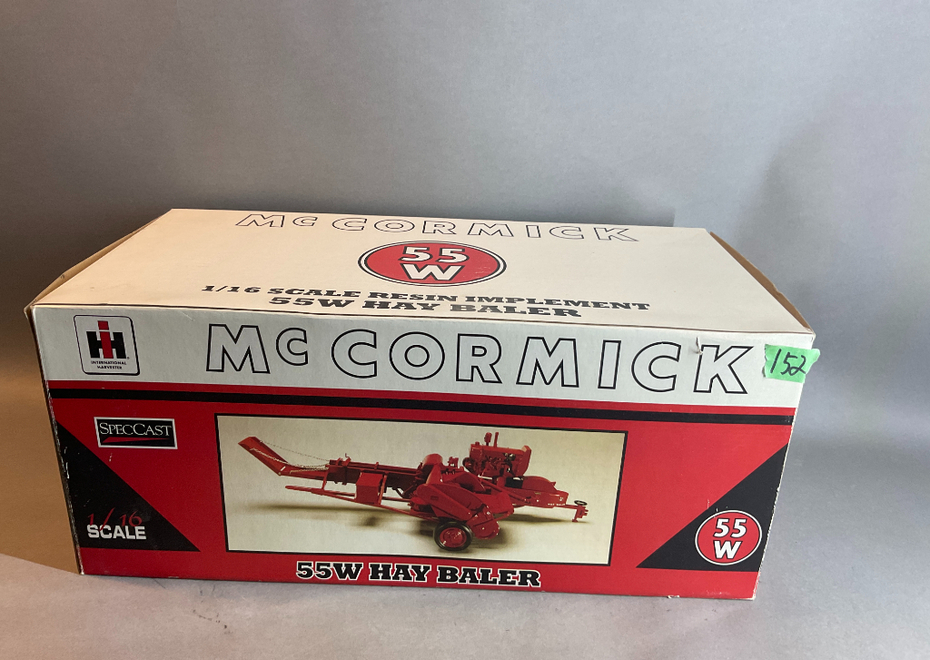 McCORMICK
55
W
1/16 SCALE RESIN IMPLEMENT
55W HAY BALER
IH
INTERNATIONAL
HARVESTER
McCORMICK
152
SPECCAST
1/16
SCALE
55
W
55W HAY BALER